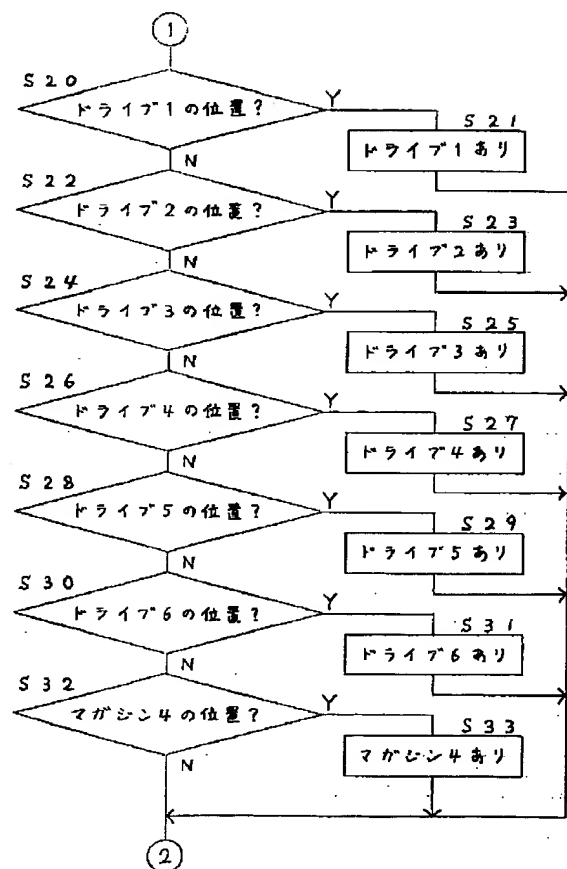 1
S20
ドライブ1の位置?
Y
S21
ドライブ1あり
N
S22
ドライブ2の位置?
Y
S23
ドライブ2あり
N
S24
ドライブ3の位置?
Y
S25
ドライブ3あり
N
S26
ドライブ4の位置?
Y
S27
ドライブ4あり
N
S28
ドライブ5の位置?
Y
S29
ドライブ5あり
N
S30
ドライブ6の位置?
Y
S31
ドライブ6あり
N
S32
マガジン4の位置?
Y
S33
マガジン4あり
N
2